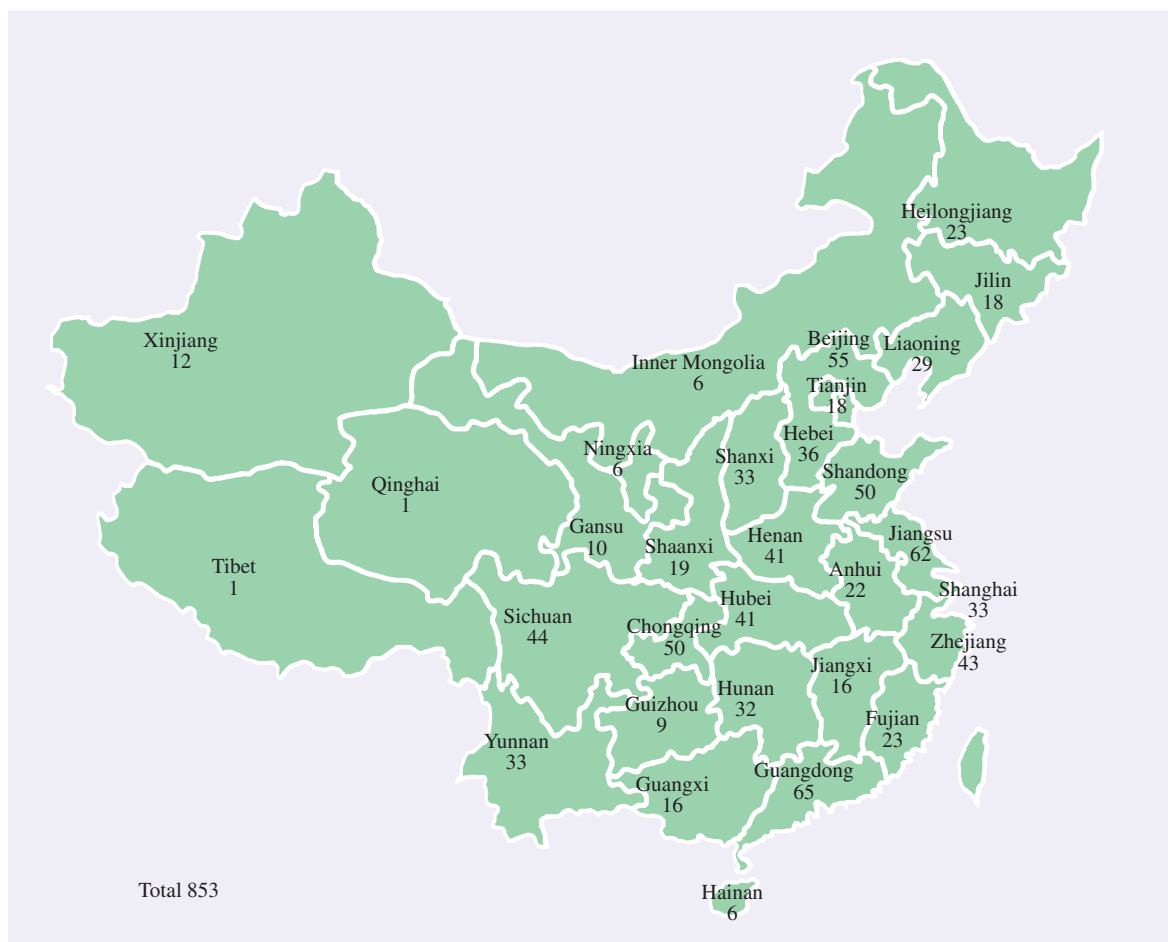 Heilongjiang
23
Jilin
18
Xinjiang
12
Beijing
55
Liaoning
29
Inner Mongolia
6
Tianjin
18
Hebei
36
Ningxia
6
Shanxi
33
Shandong
50
Qinghai
1
Gansu
10
Shaanxi
19
Henan
41
Jiangsu
62
Tibet
1
Anhui
22
Shanghai
33
Sichuan
44
Hubei
41
Chongqing
50
Zhejiang
43
Jiangxi
16
Hunan
32
Guizhou
9
Fujian
23
Yunnan
33
Guangdong
65
Guangxi
16
Total 853
Hainan
6